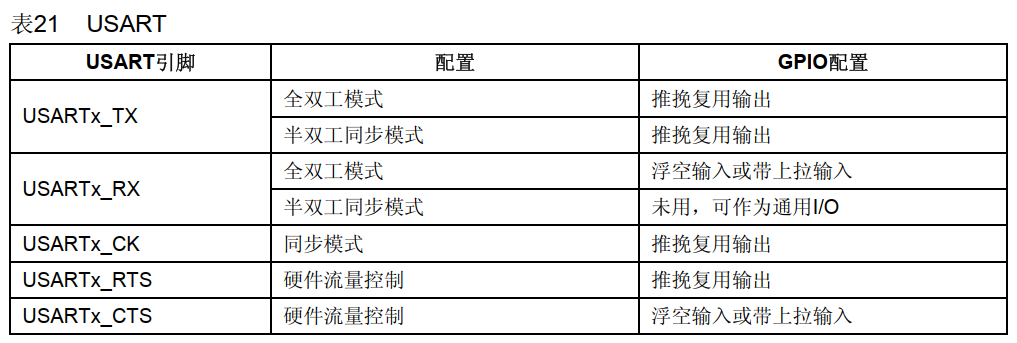 表21 USART
USART引脚 配置 GPIO配置
USARTx_TX 全双工模式 推挽复用输出
半双工同步模式 推挽复用输出
USARTx_RX 全双工模式 浮空输入或带上拉输入
半双工同步模式 未用，可作为通用I/O
USARTx_CK 同步模式 推挽复用输出
USARTx_RTS 硬件流量控制 推挽复用输出
USARTx_CTS 硬件流量控制 浮空输入或带上拉输入